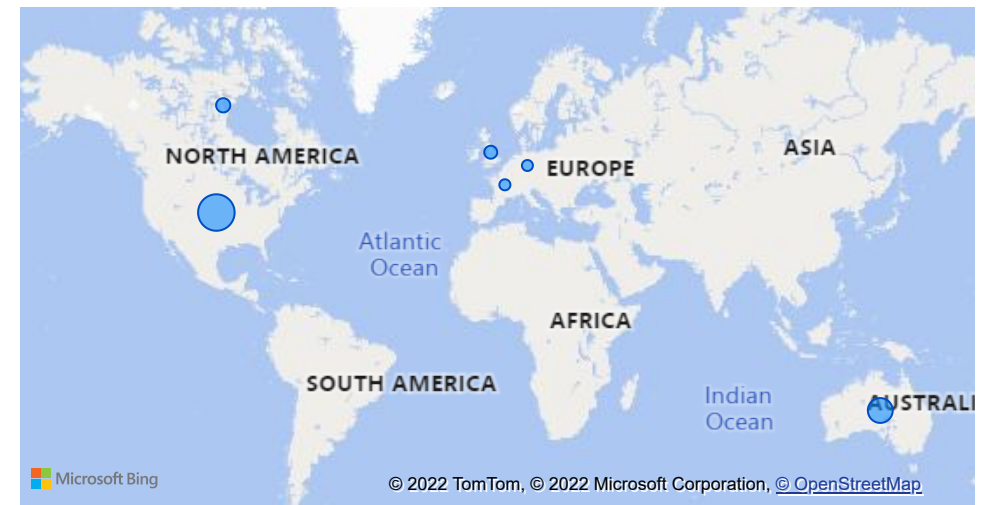 NORTH AMERICA
ASIA
EUROPE
Atlantic
Ocean
AFRICA
SOUTH AMERICA
Indian
Ocean
AUSTRALI
Microsoft Bing
© 2022 TomTom, © 2022 Microsoft Corporation, © OpenStreetMap